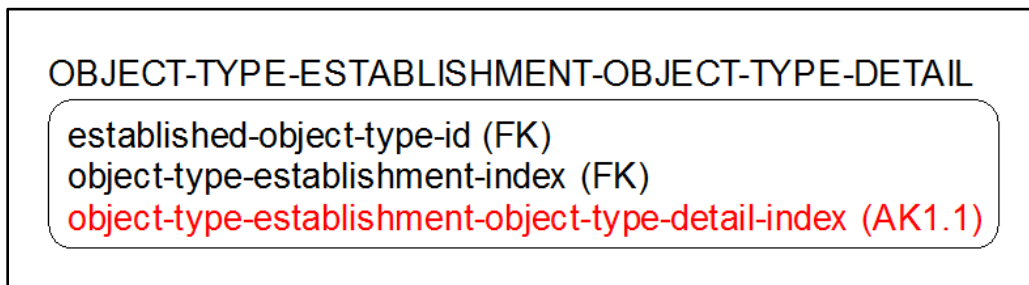 OBJECT-TYPE-ESTABLISHMENT-OBJECT-TYPE-DETAIL
established-object-type-id (FK)
object-type-establishment-index (FK)
object-type-establishment-object-type-detail-index (AK1.1)